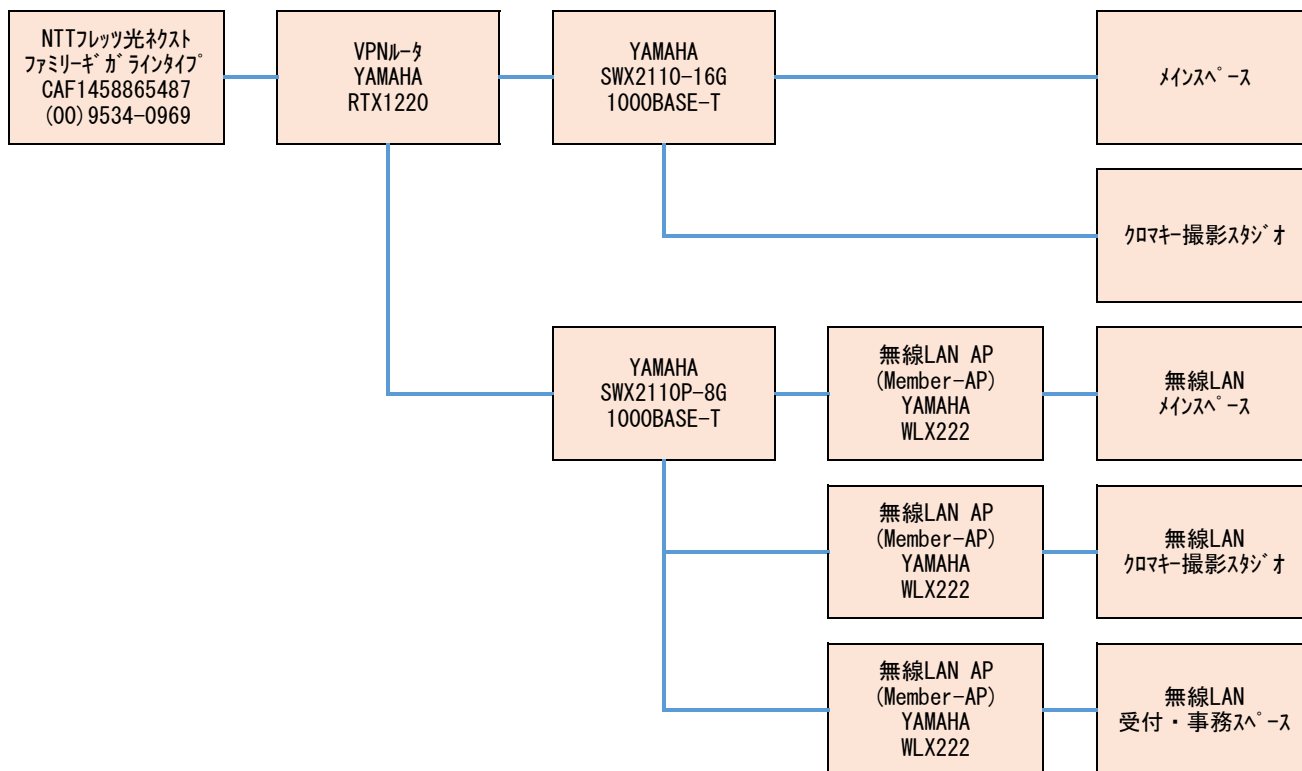 NTTフレッツ光ネクスト
ファミリーギガラインタイプ
CAF1458865487
(00)9534-0969
VPNルータ
YAMAHA
RTX1220
YAMAHA
SWX2110-16G
1000BASE-T
メインスペース
クロマキー撮影スタジオ
YAMAHA
SWX2110P-8G
1000BASE-T
無線LAN AP
(Member-AP)
YAMAHA
WLX222
無線LAN
メインスペース
無線LAN AP
(Member-AP)
YAMAHA
WLX222
無線LAN
クロマキー撮影スタジオ
無線LAN AP
(Member-AP)
YAMAHA
WLX222
無線LAN
受付・事務スペース